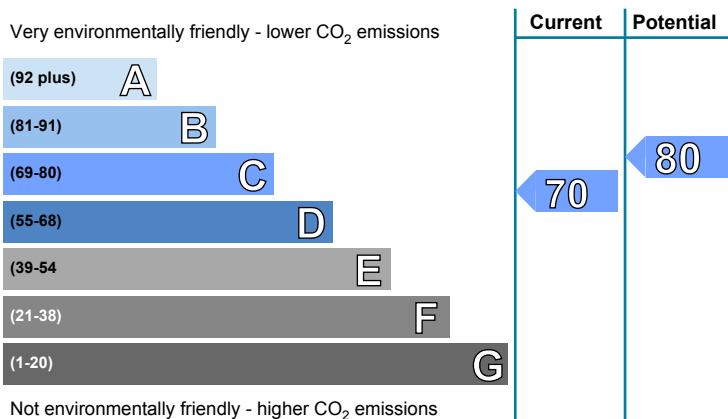 Current Potential
Very environmentally friendly - lower CO₂ emissions
(92 plus) A
(81-91) B
(69-80) C
(55-68) D
(39-54 E
(21-38) F
(1-20) G
80
70
Not environmentally friendly - higher CO₂ emissions